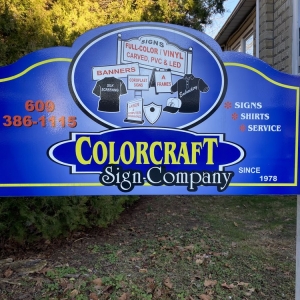 SIGNS
FULL-COLOR / VINYL
CARVED, PVC & LED
BANNERS
A
FRAMES
609
386-1115
SIGNS
SHIRTS
& SERVICE
COLORCRAFT
Sign Company
SINCE
1978